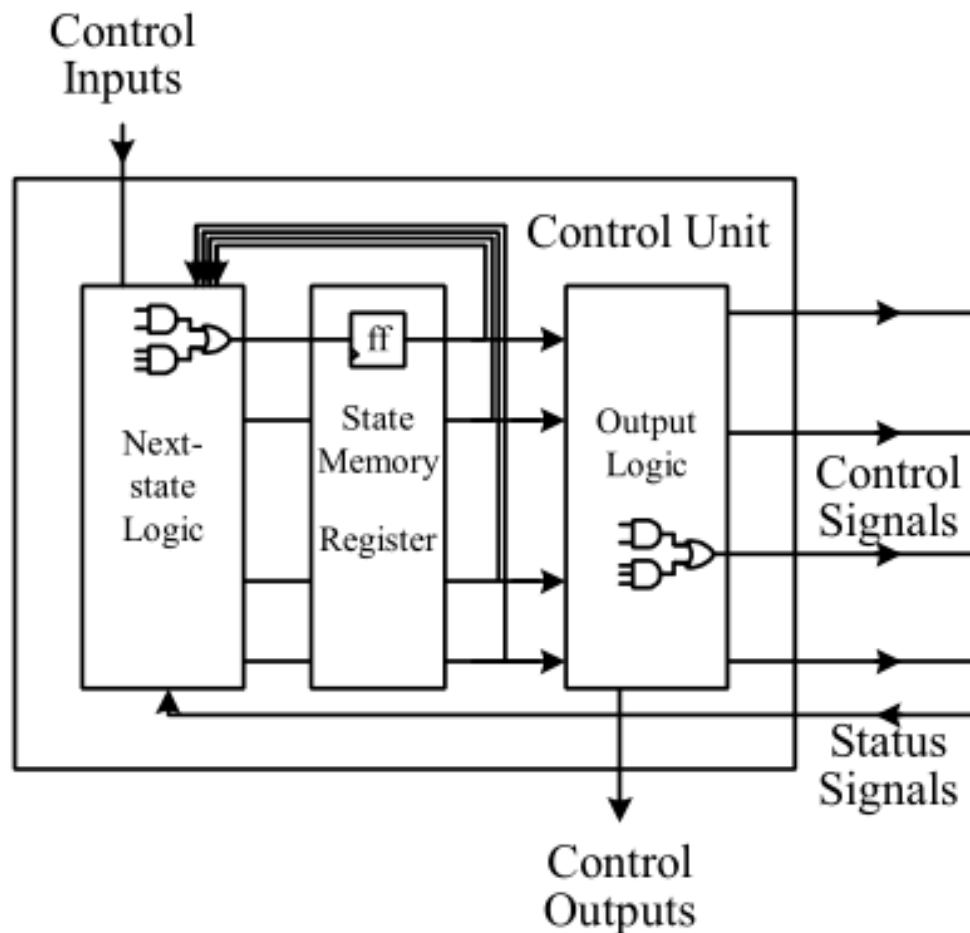 Control
Inputs
Control Unit
ff
Next-
state
Logic
State
Memory
Register
Output
Logic
Control
Signals
Status
Signals
Control
Outputs